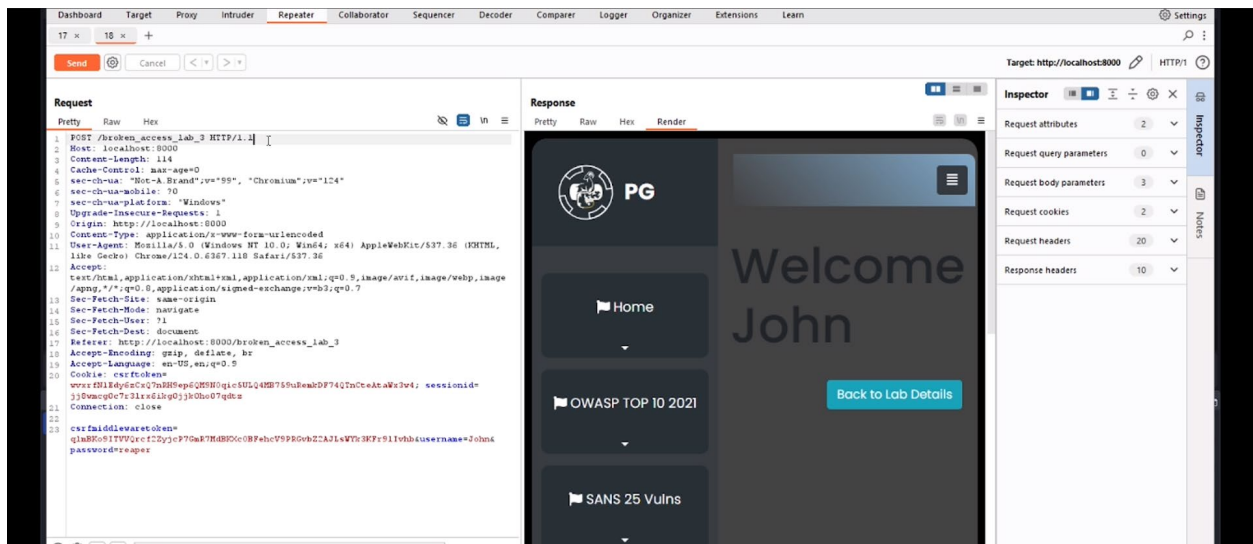 Dashboard Target Proxy Intruder Repeater Collaborator Sequencer Decoder Comparer Logger Organizer Extensions Learn Settings
17 × 18 × +
Send Cancel < > Target: http://localhost:8000 HTTP/1
Request
Pretty Raw Hex \n
1 POST /broken_access_lab_3 HTTP/1.1
2 Host: localhost:8000
3 Content-Length: 114
4 Cache-Control: max-age=0
5 sec-ch-ua: "Not-A.Brand";v="99", "Chromium";v="124"
6 sec-ch-ua-mobile: ?0
7 sec-ch-ua-platform: "Windows"
8 Upgrade-Insecure-Requests: 1
9 Origin: http://localhost:8000
10 Content-Type: application/x-www-form-urlencoded
11 User-Agent: Mozilla/5.0 (Windows NT 10.0; Win64; x64) AppleWebKit/537.36 (KHTML,
like Gecko) Chrome/124.0.6367.118 Safari/537.36
12 Accept:
text/html,application/xhtml+xml,application/xml;q=0.9,image/avif,image/webp,image
/apng,*/*;q=0.8,application/signed-exchange;v=b3;q=0.7
13 Sec-Fetch-Site: same-origin
14 Sec-Fetch-Mode: navigate
15 Sec-Fetch-User: ?1
16 Sec-Fetch-Dest: document
17 Referer: http://localhost:8000/broken_access_lab_3
18 Accept-Encoding: gzip, deflate, br
19 Accept-Language: en-US,en;q=0.9
20 Cookie: csrftoken=
sessionid=
21 Connection: close
22
23 csrfmiddlewaretoken=
&username=John&
password=reaper
Response
Pretty Raw Hex Render \n
PG
Home
OWASP TOP 10 2021
SANS 25 Vulns
Welcome
John
Back to Lab Details
Inspector
Request attributes 2
Request query parameters 0
Request body parameters 3
Request cookies 2
Request headers 20
Response headers 10
Inspector
Notes